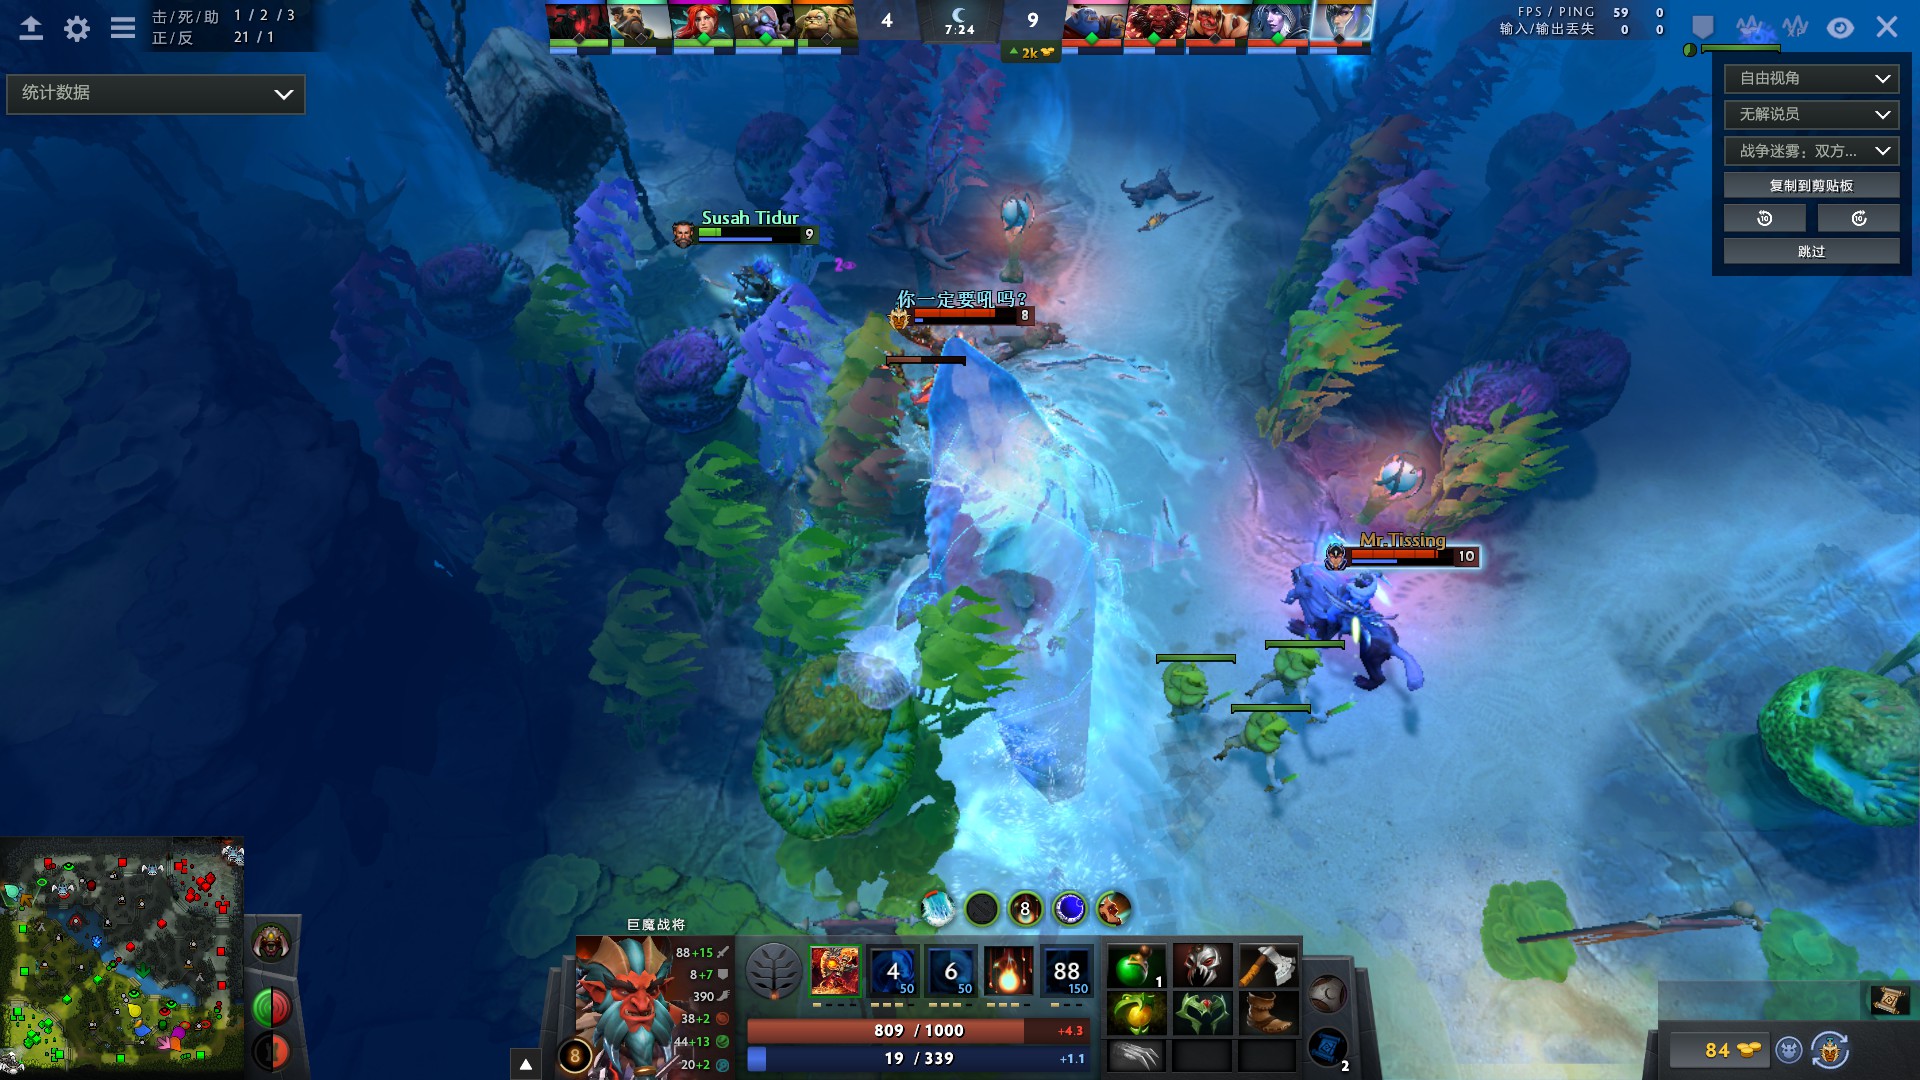 击/死/助 1 / 2 / 3
正/反 21 / 1
统计数据
4
7:24
9
2k
FPS / PING 59 0
输入/输出丢失 0 0
自由视角
无解说员
战争迷雾：双方...
复制到剪贴板
10
10
跳过
Susah Tidur
9
2
你一定要吼吗?
8
Mr.Tissing
10
8
巨魔战将
88+15
8+7
390
38+2
44+13
20+2
8
4
50
6
50
88
150
809 / 1000
+4.3
19 / 339
+1.1
1
2
84